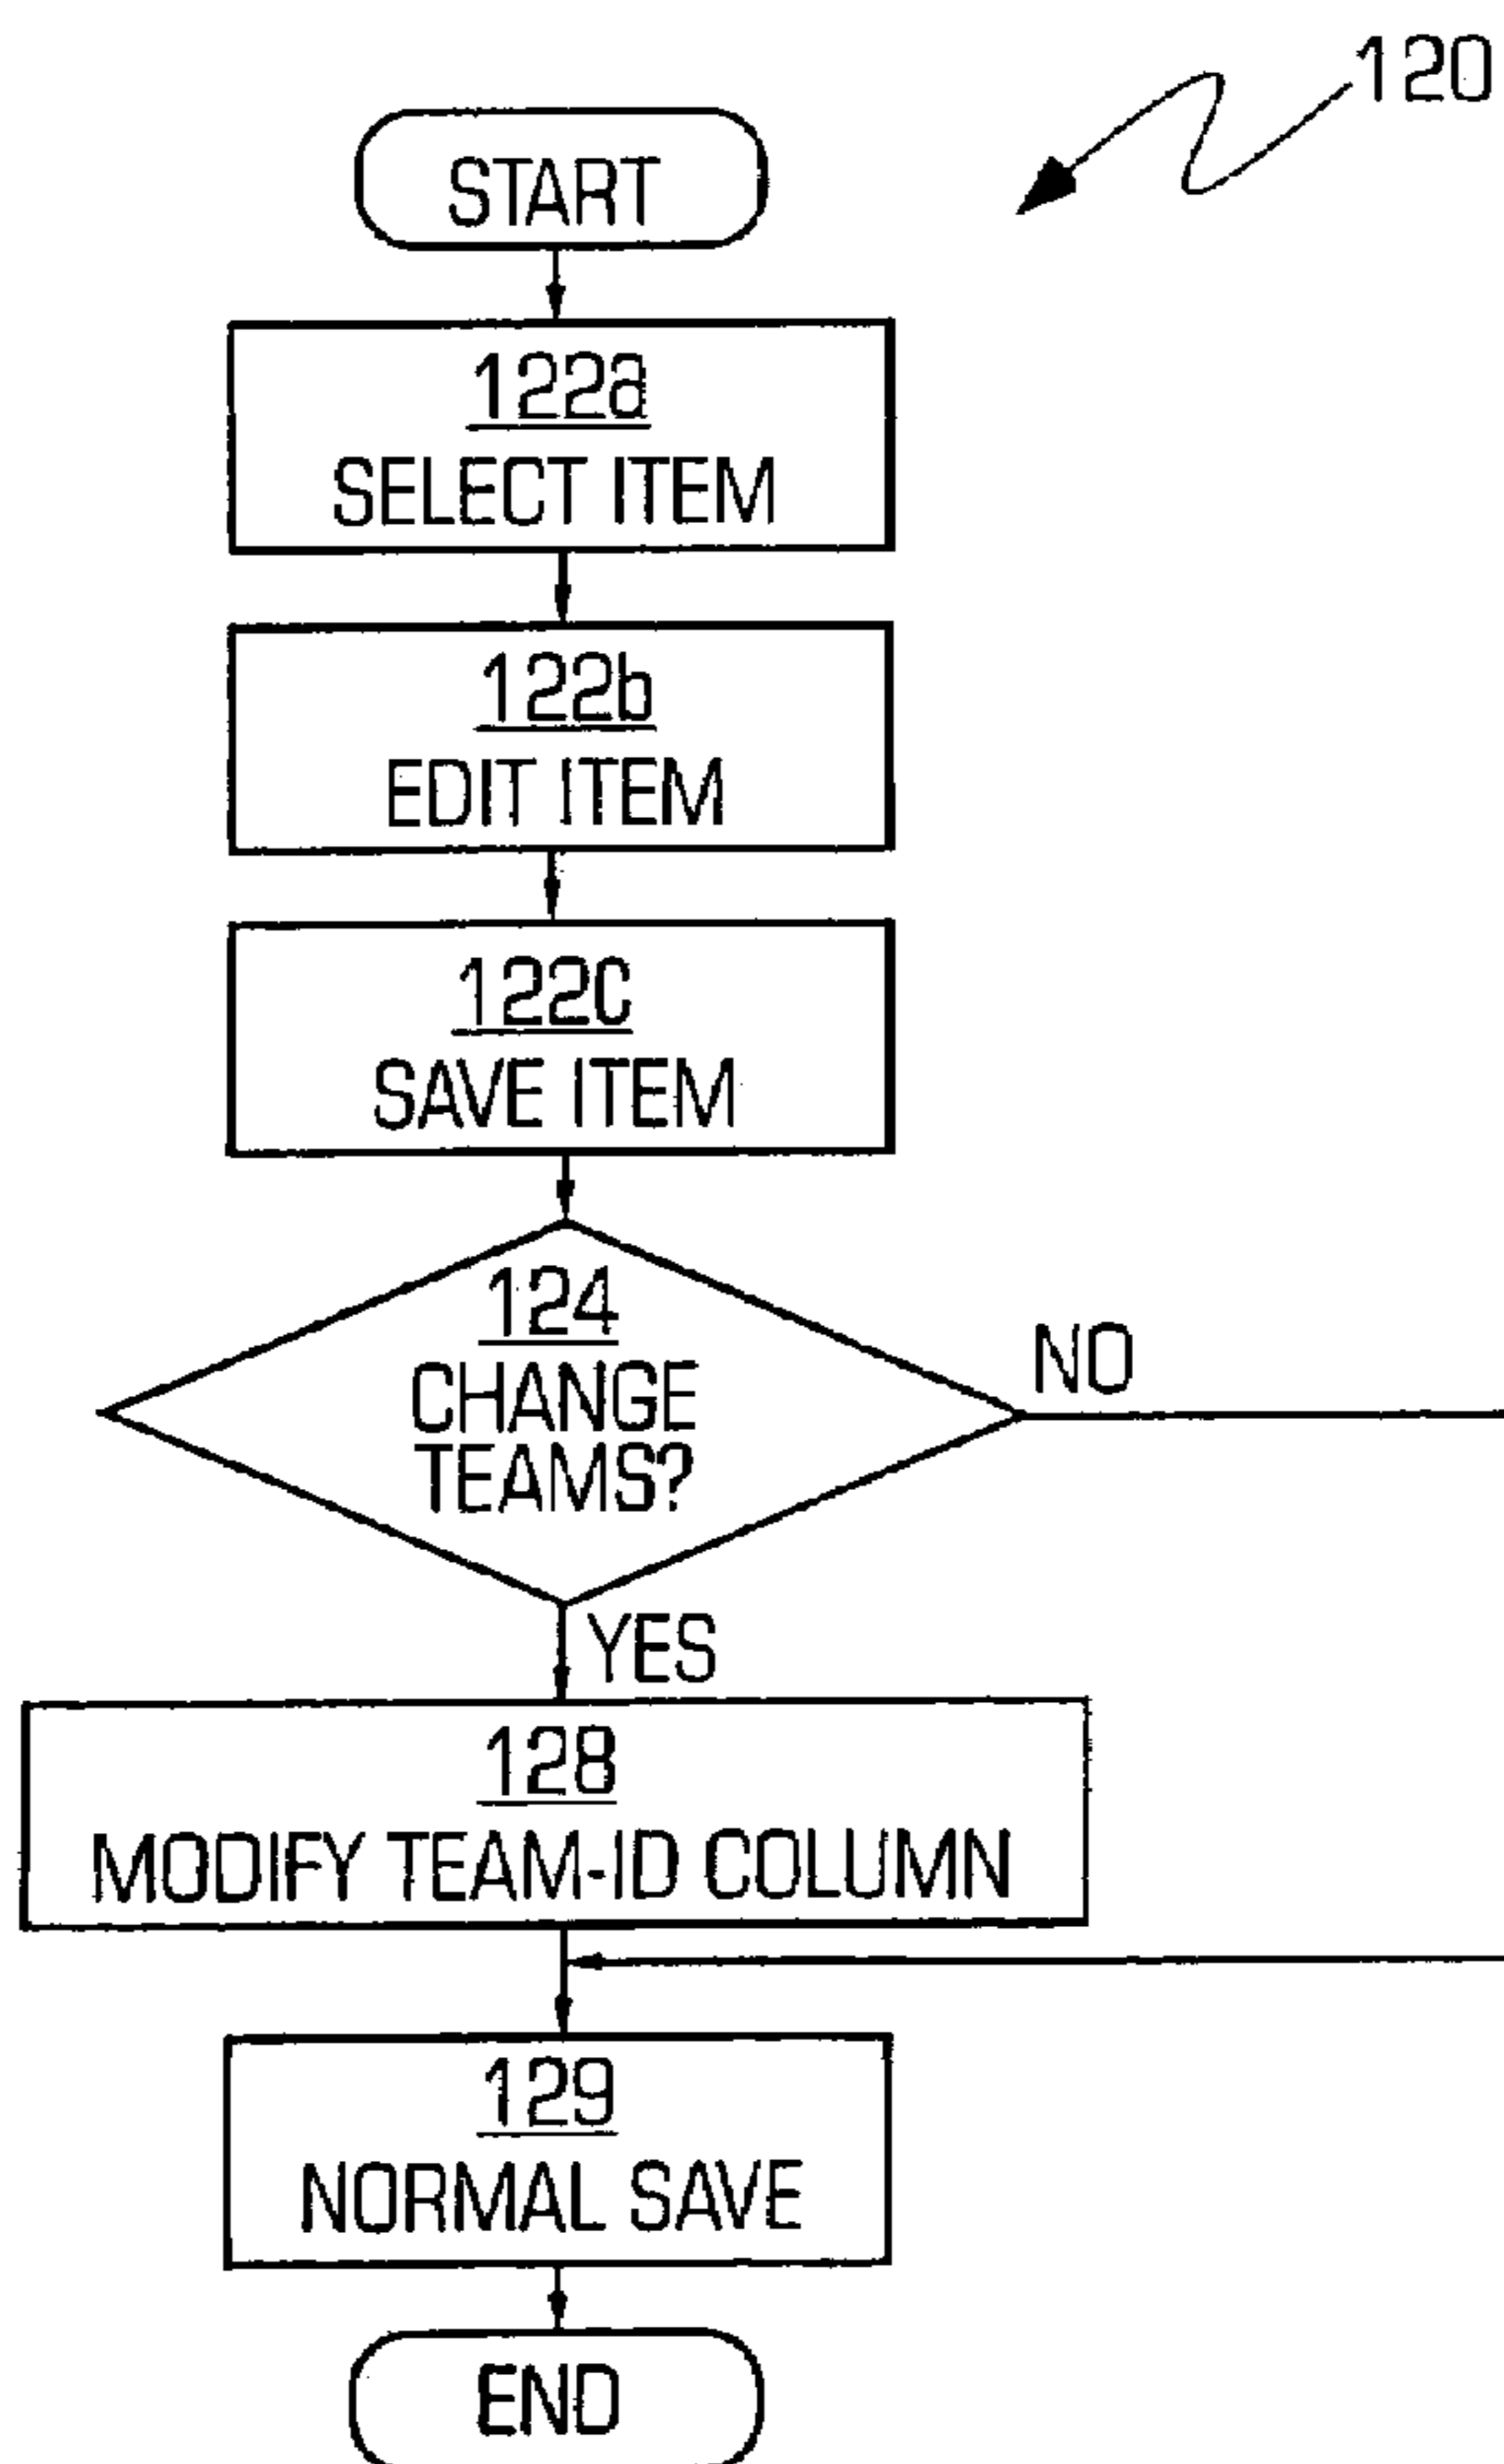 120
START
122a
SELECT ITEM
122b
EDIT ITEM
122c
SAVE ITEM
124
CHANGE
TEAMS?
NO
YES
128
MODIFY TEAM-ID COLUMN
129
NORMAL SAVE
END